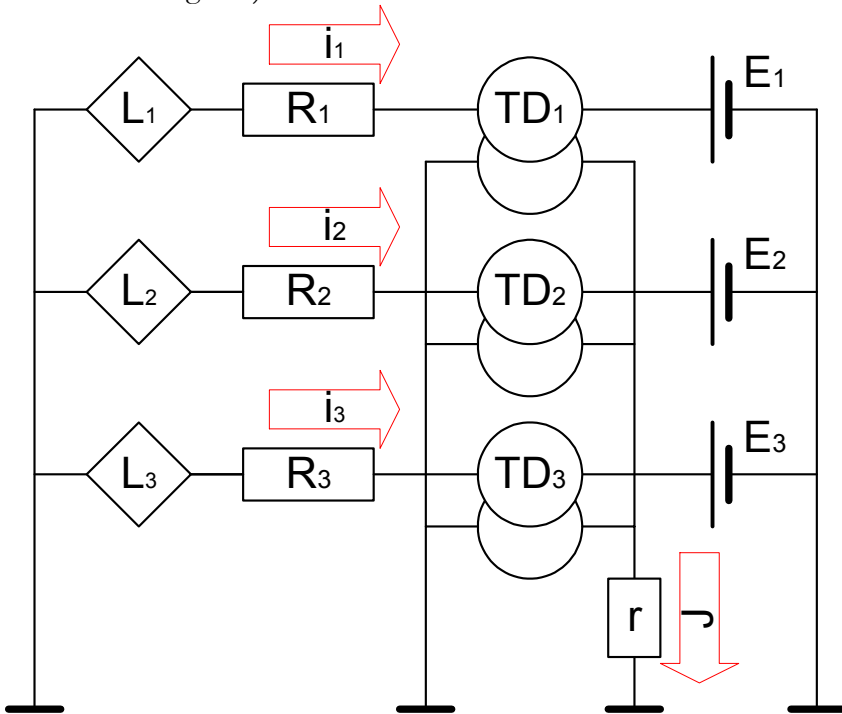 i1
L1 R1 TD1 E1
i2
L2 R2 TD2 E2
i3
L3 R3 TD3 E3
r J